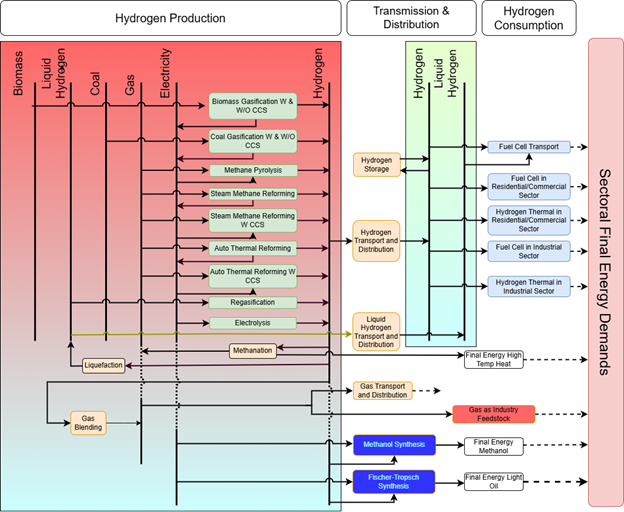 Hydrogen Production
Transmission &
Distribution
Hydrogen
Consumption
Biomass
Liquid
Hydrogen
Coal
Gas
Electricity
Hydrogen
Hydrogen
Liquid
Hydrogen
Biomass Gasification W &
W/O CCS
Coal Gasification W & W/O
CCS
Methane Pyrolysis
Steam Methane Reforming
Steam Methane Reforming
W CCS
Auto Thermal Reforming
Auto Thermal Reforming W
CCS
Regasification
Electrolysis
Methanation
Liquefaction
Gas
Blending
Hydrogen
Storage
Hydrogen
Transport and
Distribution
Liquid
Hydrogen
Transport and
Distribution
Gas Transport
and Distribution
Gas as Industry
Feedstock
Methanol Synthesis
Fischer-Tropsch
Synthesis
Fuel Cell Transport
Fuel Cell in
Residential/Commercial
Sector
Hydrogen Thermal in
Residential/Commercial
Sector
Fuel Cell in Industrial
Sector
Hydrogen Thermal in
Industrial Sector
Final Energy High
Temp Heat
Final Energy
Methanol
Final Energy Light
Oil
Sectoral Final Energy Demands